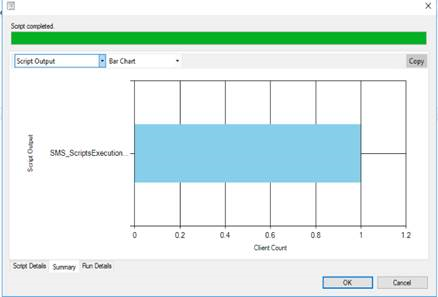 Script completed.
Script Output
Bar Chart
Copy
Script Output
SMS_ScriptsExecution...
0
0.2
0.4
0.6
0.8
1
1.2
Client Count
Script Details
Summary
Run Details
OK
Cancel